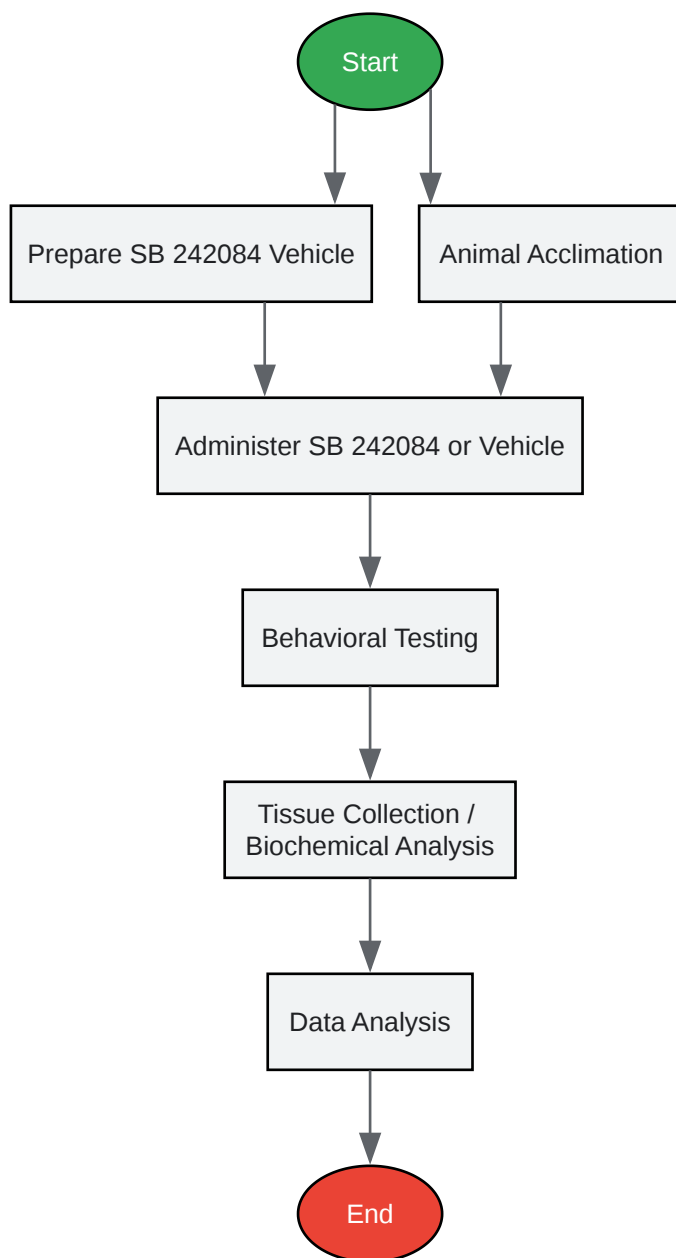 Start
Prepare SB 242084 Vehicle
Animal Acclimation
Administer SB 242084 or Vehicle
Behavioral Testing
Tissue Collection /
Biochemical Analysis
Data Analysis
End